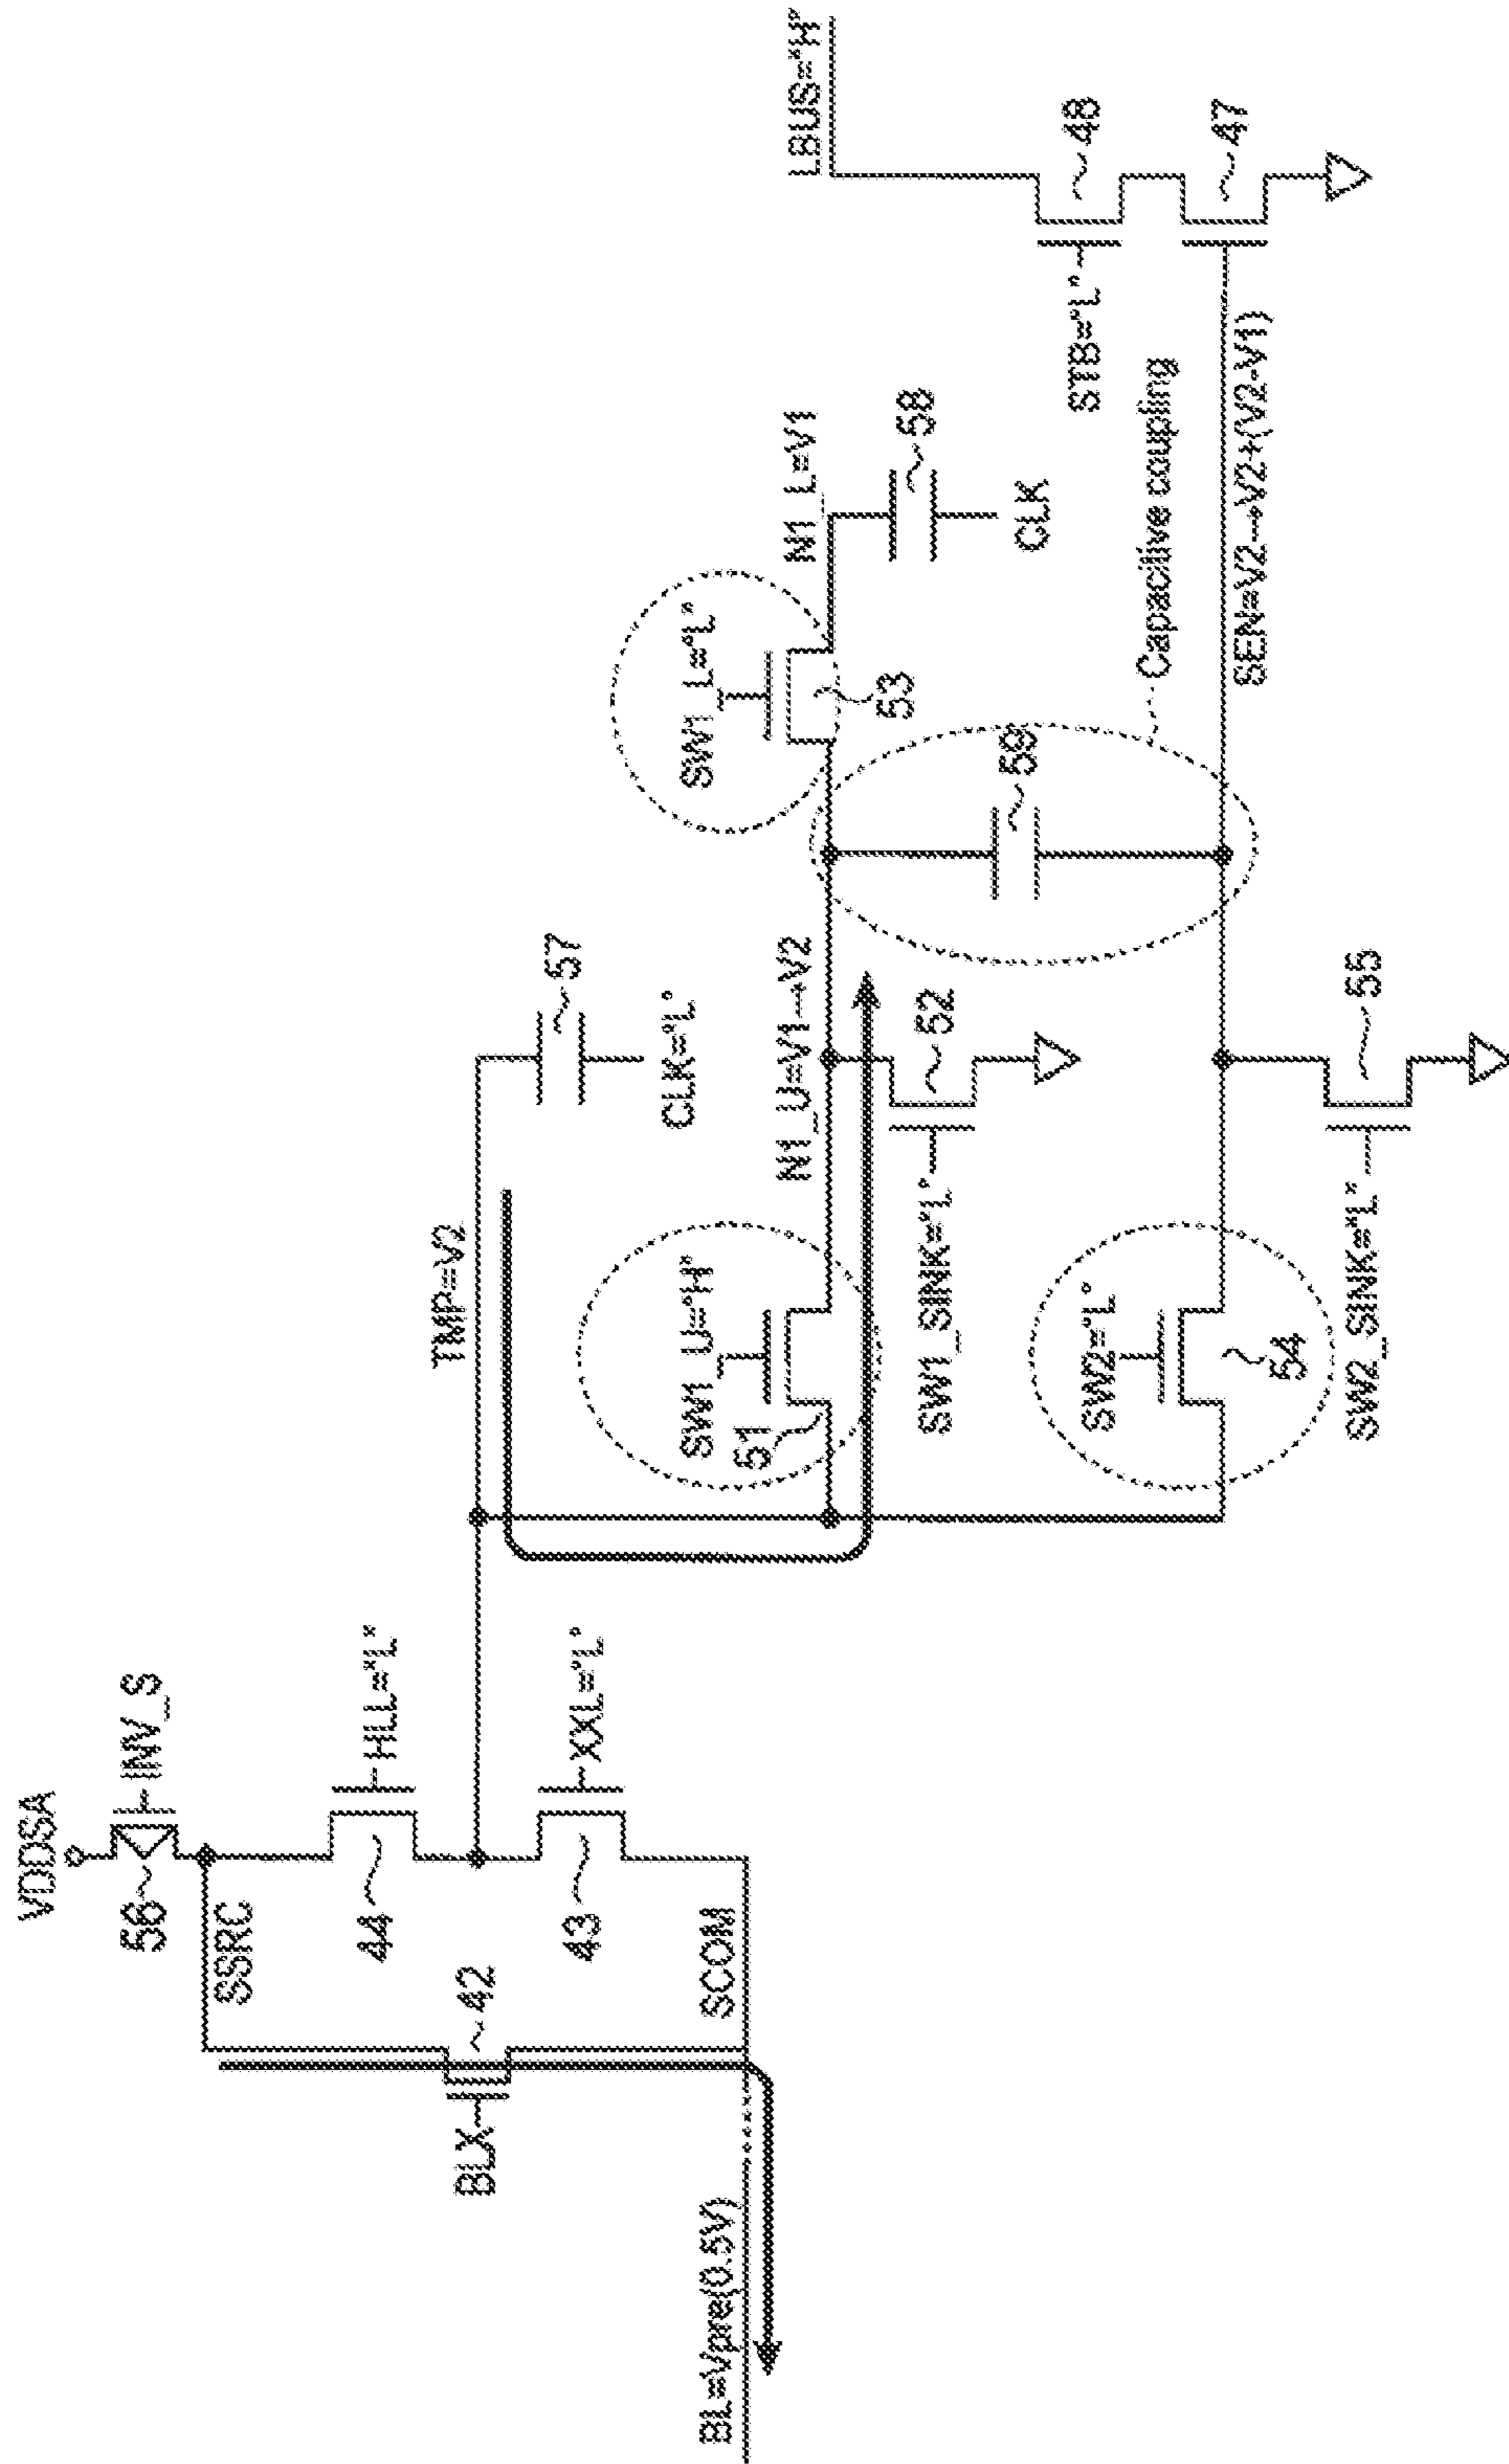 VDDSA
56
INV_S
SSRC
44
HLL="L"
BLX
42
43
XXL="L"
SCOM
BL=Vpre(0.5V)
TMP=V2
57
CLK="L"
SW1_U="H"
51
N1_U=V1→V2
SW1_L="L"
53
N1_L=V1
58
CLK
LBUS="H"
SW1_SINK="L"
52
59
STB="L"
48
47
SW2="L"
54
Capacitive coupling
SEN=V2→V2+(V2-V1)
SW2_SINK="L"
55